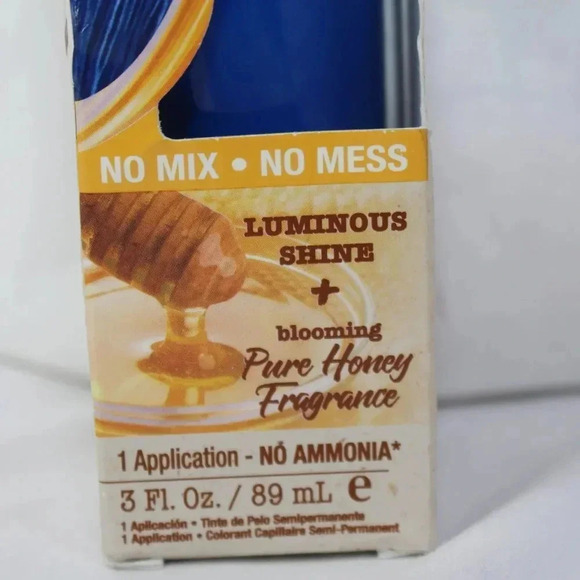 NO MIX • NO MESS
LUMINOUS
SHINE
+
blooming
Pure Honey
Fragrance
1 Application - NO AMMONIA*
3 Fl. Oz. / 89 mL e
1 Aplicación • Tinte de Pelo Semipermanente
1 Application • Colorant Capillaire Semi-Permanent